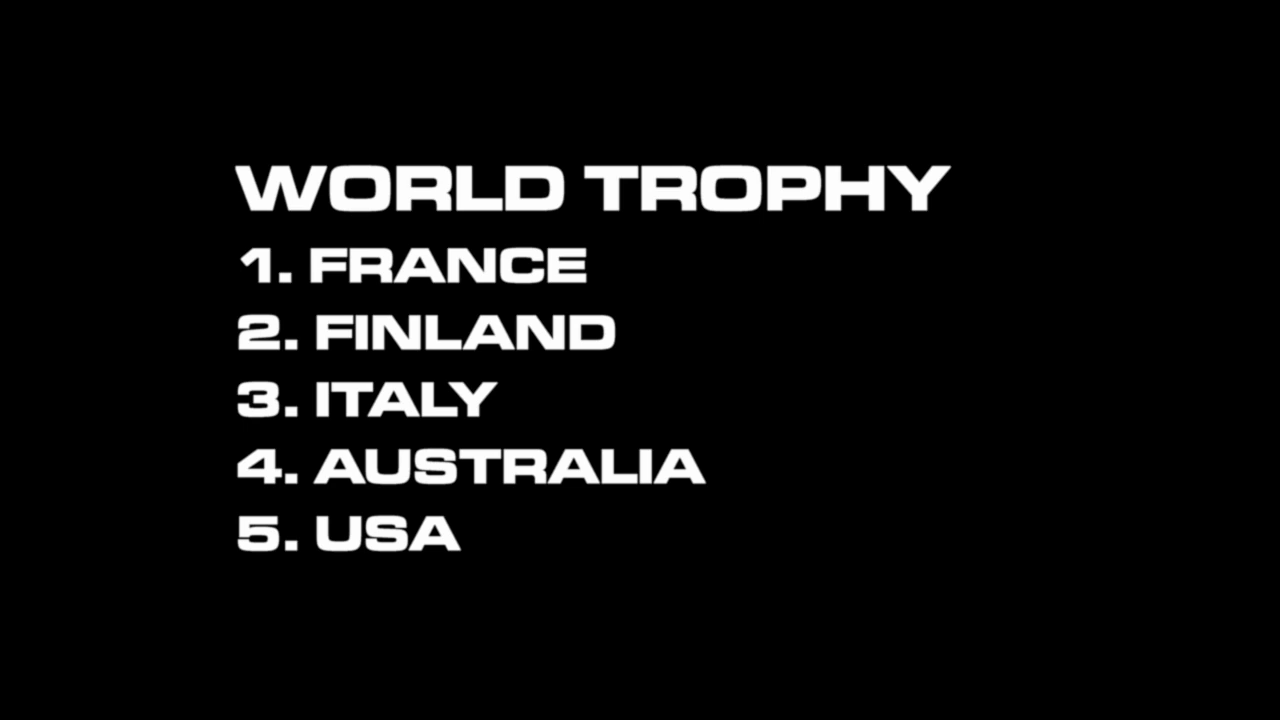 WORLD TROPHY
1. FRANCE
2. FINLAND
3. ITALY
4. AUSTRALIA
5. USA